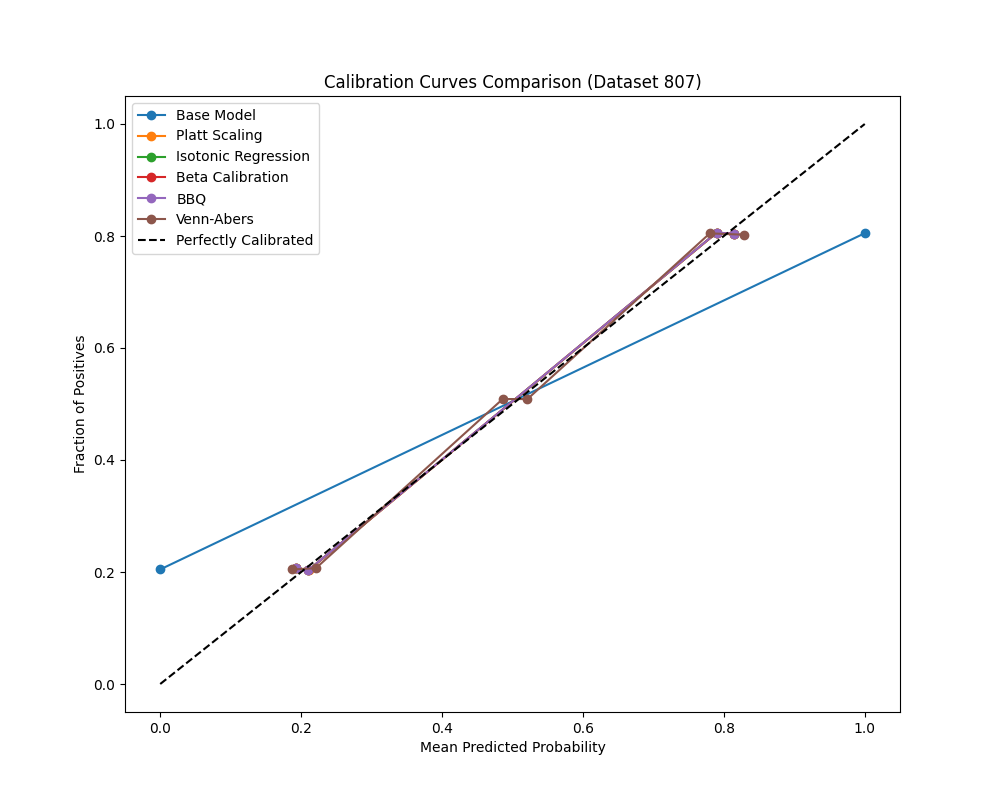 Calibration Curves Comparison (Dataset 807)
Base Model
Platt Scaling
Isotonic Regression
Beta Calibration
BBQ
Venn-Abers
Perfectly Calibrated
1.0
0.8
0.6
0.4
0.2
0.0
Fraction of Positives
0.0 0.2 0.4 0.6 0.8 1.0
Mean Predicted Probability